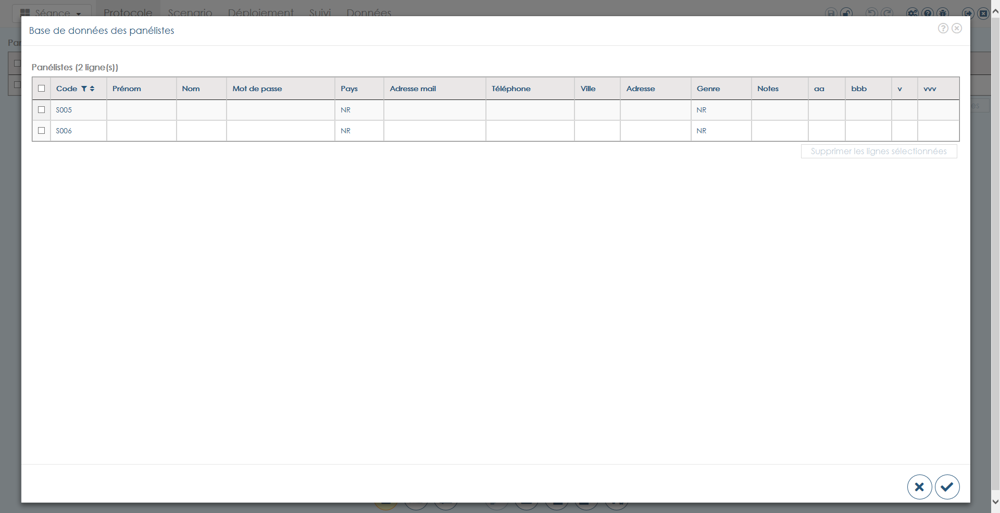 Séance Protocole Scenario Déploiement Suivi Données
Base de données des panélistes
Panélistes (2 ligne(s))
Code Prénom Nom Mot de passe Pays Adresse mail Téléphone Ville Adresse Genre Notes aa bbb v vvv
S005 NR NR
S006 NR NR
Supprimer les lignes sélectionnées